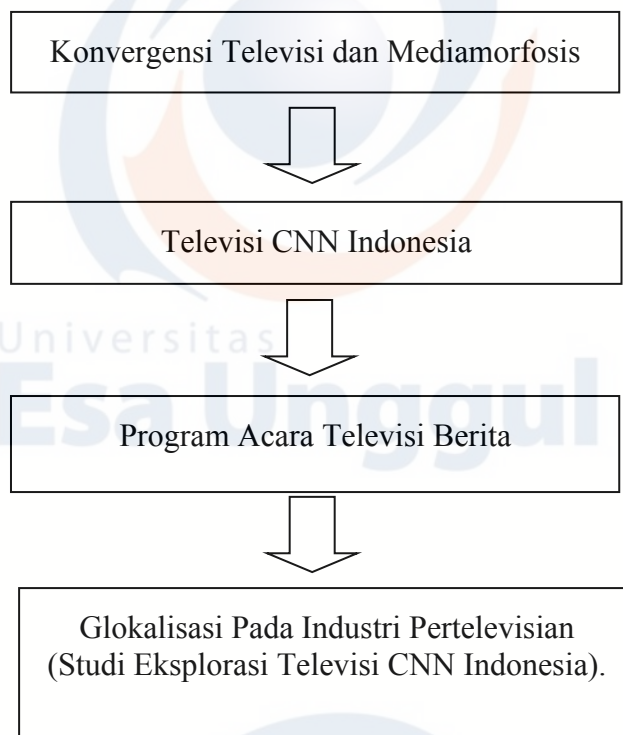 Konvergensi Televisi dan Mediamorfosis
Televisi CNN Indonesia
Universitas
Esa Unggul
Program Acara Televisi Berita
Glokalisasi Pada Industri Pertelevisian
(Studi Eksplorasi Televisi CNN Indonesia).